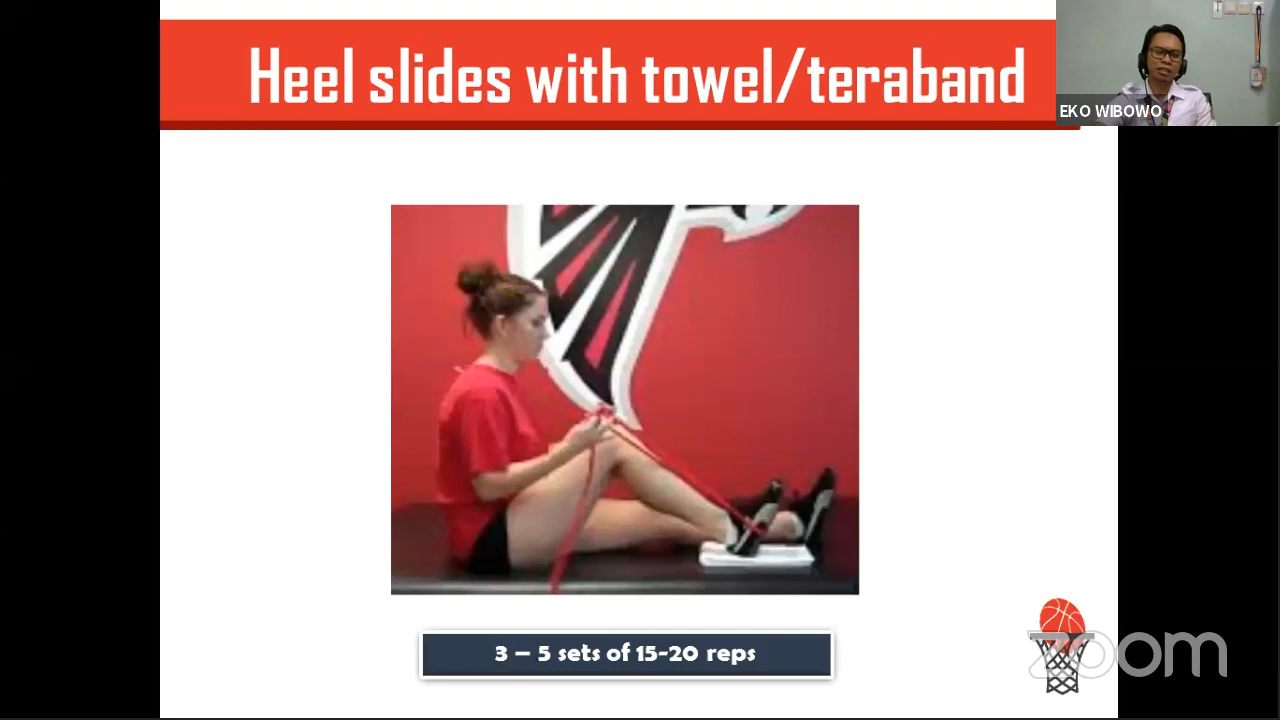 Heel slides with towel/teraband
EKO WIBOWO
3 – 5 sets of 15-20 reps
zoom